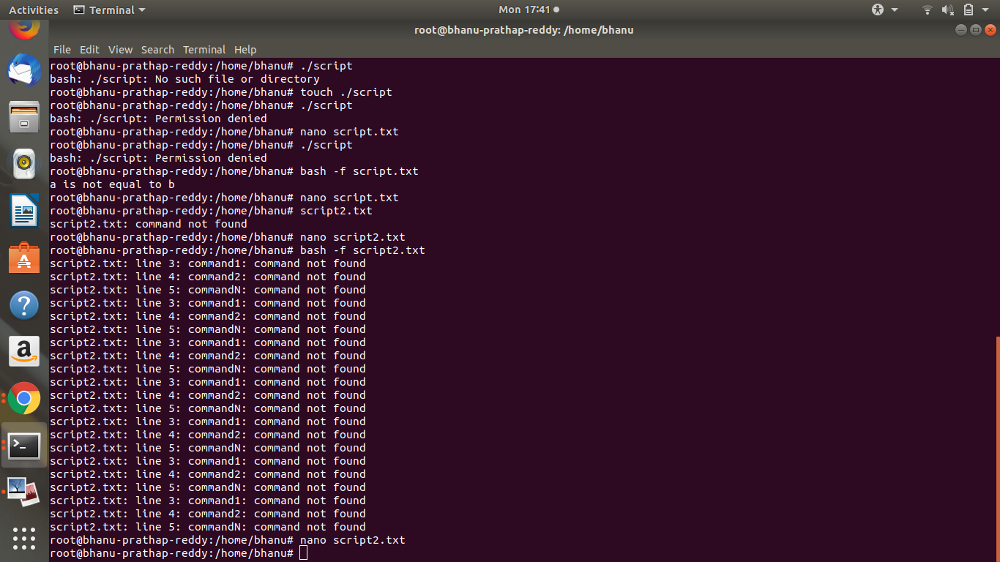 Activities Terminal Mon 17:41
root@bhanu-prathap-reddy: /home/bhanu
File Edit View Search Terminal Help
root@bhanu-prathap-reddy:/home/bhanu# ./script
bash: ./script: No such file or directory
root@bhanu-prathap-reddy:/home/bhanu# touch ./script
root@bhanu-prathap-reddy:/home/bhanu# ./script
bash: ./script: Permission denied
root@bhanu-prathap-reddy:/home/bhanu# nano script.txt
root@bhanu-prathap-reddy:/home/bhanu# ./script
bash: ./script: Permission denied
root@bhanu-prathap-reddy:/home/bhanu# bash -f script.txt
a is not equal to b
root@bhanu-prathap-reddy:/home/bhanu# nano script.txt
root@bhanu-prathap-reddy:/home/bhanu# script2.txt
script2.txt: command not found
root@bhanu-prathap-reddy:/home/bhanu# nano script2.txt
root@bhanu-prathap-reddy:/home/bhanu# bash -f script2.txt
script2.txt: line 3: command1: command not found
script2.txt: line 4: command2: command not found
script2.txt: line 5: commandN: command not found
script2.txt: line 3: command1: command not found
script2.txt: line 4: command2: command not found
script2.txt: line 5: commandN: command not found
script2.txt: line 3: command1: command not found
script2.txt: line 4: command2: command not found
script2.txt: line 5: commandN: command not found
script2.txt: line 3: command1: command not found
script2.txt: line 4: command2: command not found
script2.txt: line 5: commandN: command not found
script2.txt: line 3: command1: command not found
script2.txt: line 4: command2: command not found
script2.txt: line 5: commandN: command not found
script2.txt: line 3: command1: command not found
script2.txt: line 4: command2: command not found
script2.txt: line 5: commandN: command not found
script2.txt: line 3: command1: command not found
script2.txt: line 4: command2: command not found
script2.txt: line 5: commandN: command not found
root@bhanu-prathap-reddy:/home/bhanu# nano script2.txt
root@bhanu-prathap-reddy:/home/bhanu#